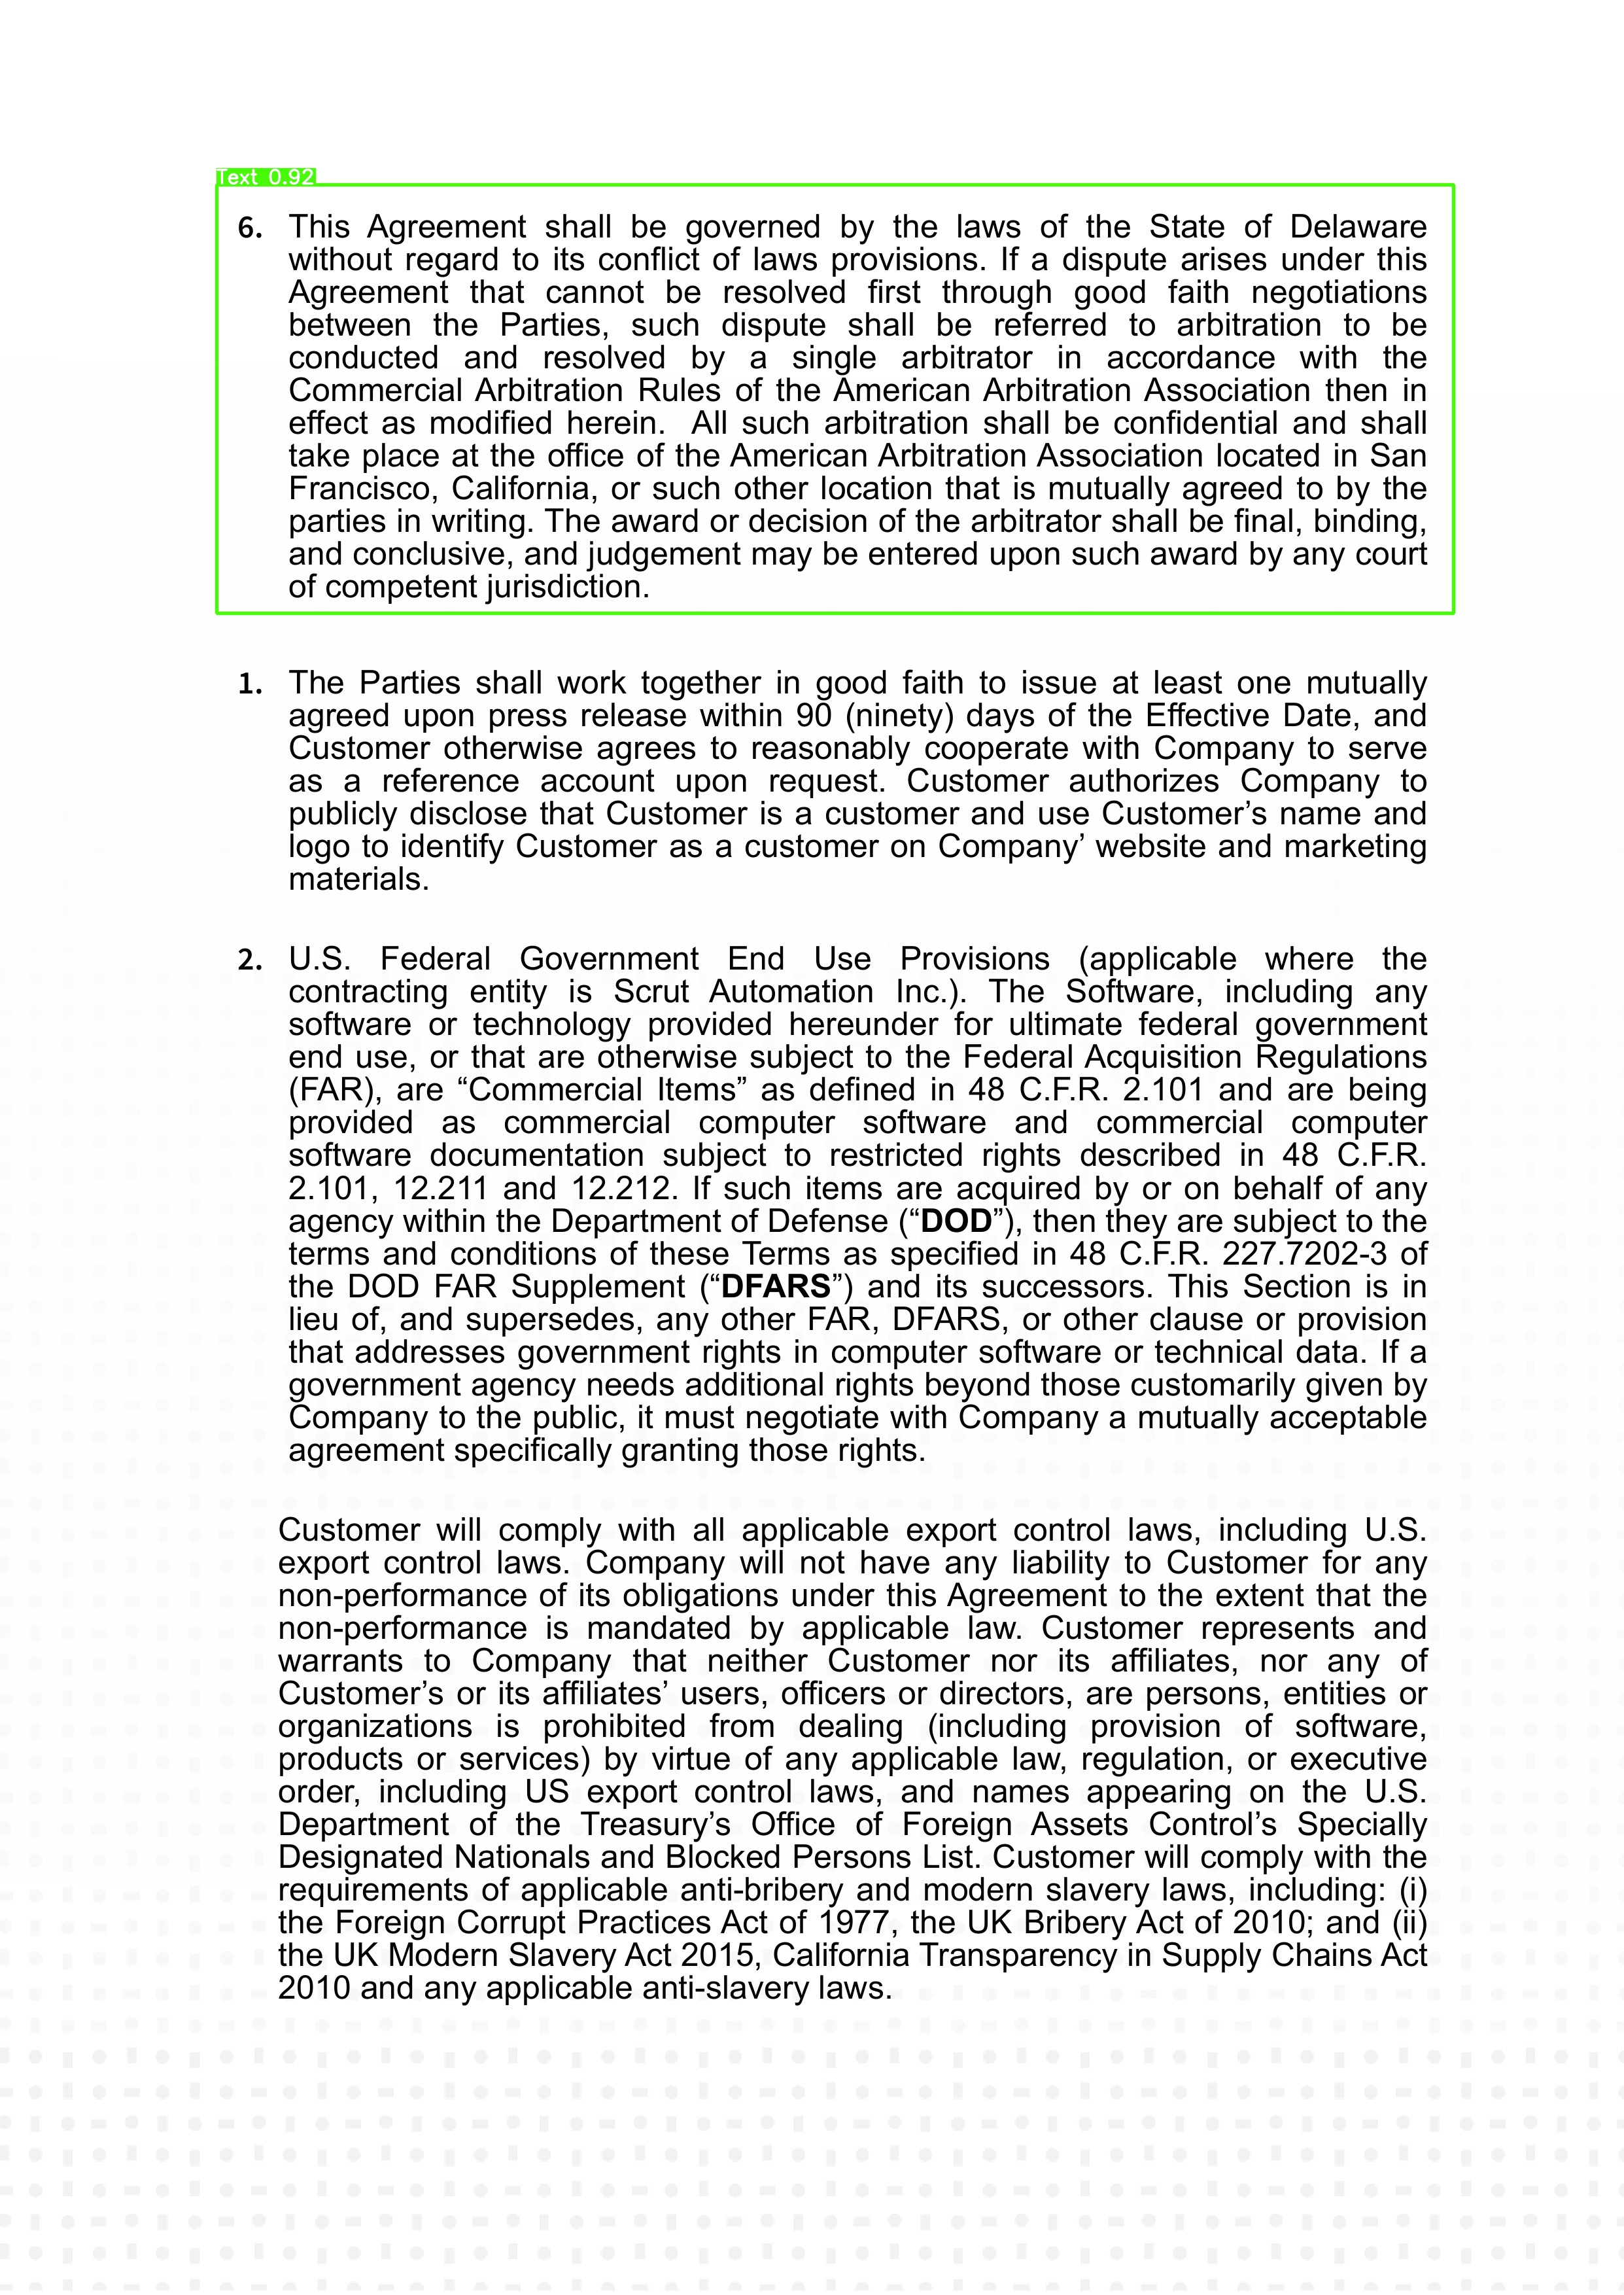 Text 0.92
6. This Agreement shall be governed by the laws of the State of Delaware
without regard to its conflict of laws provisions. If a dispute arises under this
Agreement that cannot be resolved first through good faith negotiations
between the Parties, such dispute shall be referred to arbitration to be
conducted and resolved by a single arbitrator in accordance with the
Commercial Arbitration Rules of the American Arbitration Association then in
effect as modified herein.  All such arbitration shall be confidential and shall
take place at the office of the American Arbitration Association located in San
Francisco, California, or such other location that is mutually agreed to by the
parties in writing. The award or decision of the arbitrator shall be final, binding,
and conclusive, and judgement may be entered upon such award by any court
of competent jurisdiction.
1. The Parties shall work together in good faith to issue at least one mutually
agreed upon press release within 90 (ninety) days of the Effective Date, and
Customer otherwise agrees to reasonably cooperate with Company to serve
as a reference account upon request. Customer authorizes Company to
publicly disclose that Customer is a customer and use Customer’s name and
logo to identify Customer as a customer on Company’ website and marketing
materials.
2. U.S. Federal Government End Use Provisions (applicable where the
contracting entity is Scrut Automation Inc.). The Software, including any
software or technology provided hereunder for ultimate federal government
end use, or that are otherwise subject to the Federal Acquisition Regulations
(FAR), are “Commercial Items” as defined in 48 C.F.R. 2.101 and are being
provided as commercial computer software and commercial computer
software documentation subject to restricted rights described in 48 C.F.R.
2.101, 12.211 and 12.212. If such items are acquired by or on behalf of any
agency within the Department of Defense (“DOD”), then they are subject to the
terms and conditions of these Terms as specified in 48 C.F.R. 227.7202-3 of
the DOD FAR Supplement (“DFARS”) and its successors. This Section is in
lieu of, and supersedes, any other FAR, DFARS, or other clause or provision
that addresses government rights in computer software or technical data. If a
government agency needs additional rights beyond those customarily given by
Company to the public, it must negotiate with Company a mutually acceptable
agreement specifically granting those rights.
Customer will comply with all applicable export control laws, including U.S.
export control laws. Company will not have any liability to Customer for any
non-performance of its obligations under this Agreement to the extent that the
non-performance is mandated by applicable law. Customer represents and
warrants to Company that neither Customer nor its affiliates, nor any of
Customer’s or its affiliates’ users, officers or directors, are persons, entities or
organizations is prohibited from dealing (including provision of software,
products or services) by virtue of any applicable law, regulation, or executive
order, including US export control laws, and names appearing on the U.S.
Department of the Treasury’s Office of Foreign Assets Control’s Specially
Designated Nationals and Blocked Persons List. Customer will comply with the
requirements of applicable anti-bribery and modern slavery laws, including: (i)
the Foreign Corrupt Practices Act of 1977, the UK Bribery Act of 2010; and (ii)
the UK Modern Slavery Act 2015, California Transparency in Supply Chains Act
2010 and any applicable anti-slavery laws.